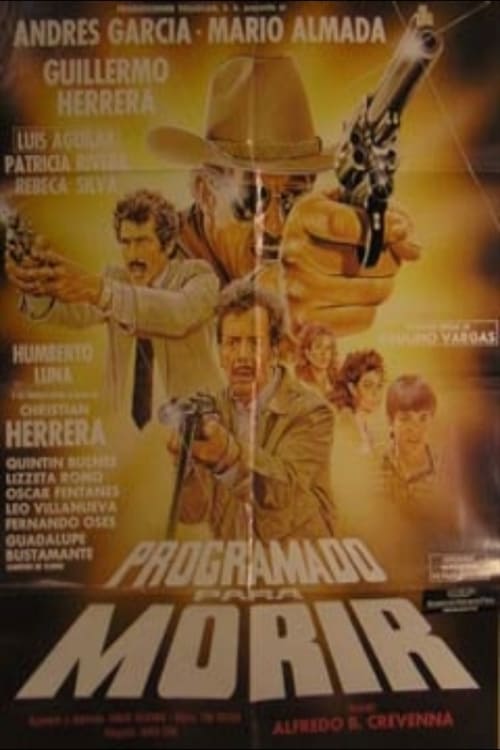 ANDRES GARCIA · MARIO ALMADA
GUILLERMO
HERRERA
LUIS AGUILAR
PATRICIA RIVERA
REBECA SILVA
VARGAS
HUMBERTO
LUNA
CHRISTIAN
HERRERA
QUINTIN BULNES
LIZZETA ROMO
OSCAR FENTANES
LEO VILLANUEVA
FERNANDO OSES
GUADALUPE
BUSTAMANTE
PROGRAMADO
PARA
MORIR
ALFREDO B. CREVENNA